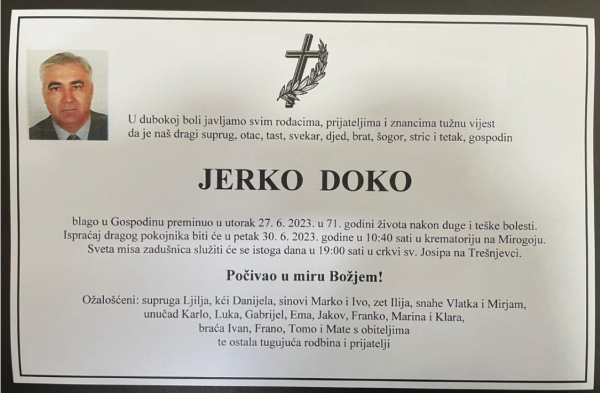 U dubokoj boli javljamo svim rođacima, prijateljima i znancima tužnu vijest
da je naš dragi suprug, otac, tast, svekar, djed, brat, šogor, stric i tetak, gospodin
JERKO DOKO
blago u Gospodinu preminuo u utorak 27. 6. 2023. u 71. godini života nakon duge i teške bolesti.
Ispraćaj dragog pokojnika biti će u petak 30. 6. 2023. godine u 10:40 sati u krematoriju na Mirogoju.
Sveta misa zadušnica služiti će se istoga dana u 19:00 sati u crkvi sv. Josipa na Trešnjevci.
Počivao u miru Božjem!
Ožalošćeni: supruga Ljilja, kći Danijela, sinovi Marko i Ivo, zet Ilija, snahe Vlatka i Mirjam,
unučad Karlo, Luka, Gabrijel, Ema, Jakov, Franko, Marina i Klara,
braća Ivan, Frano, Tomo i Mate s obiteljima
te ostala tugujuća rodbina i prijatelji